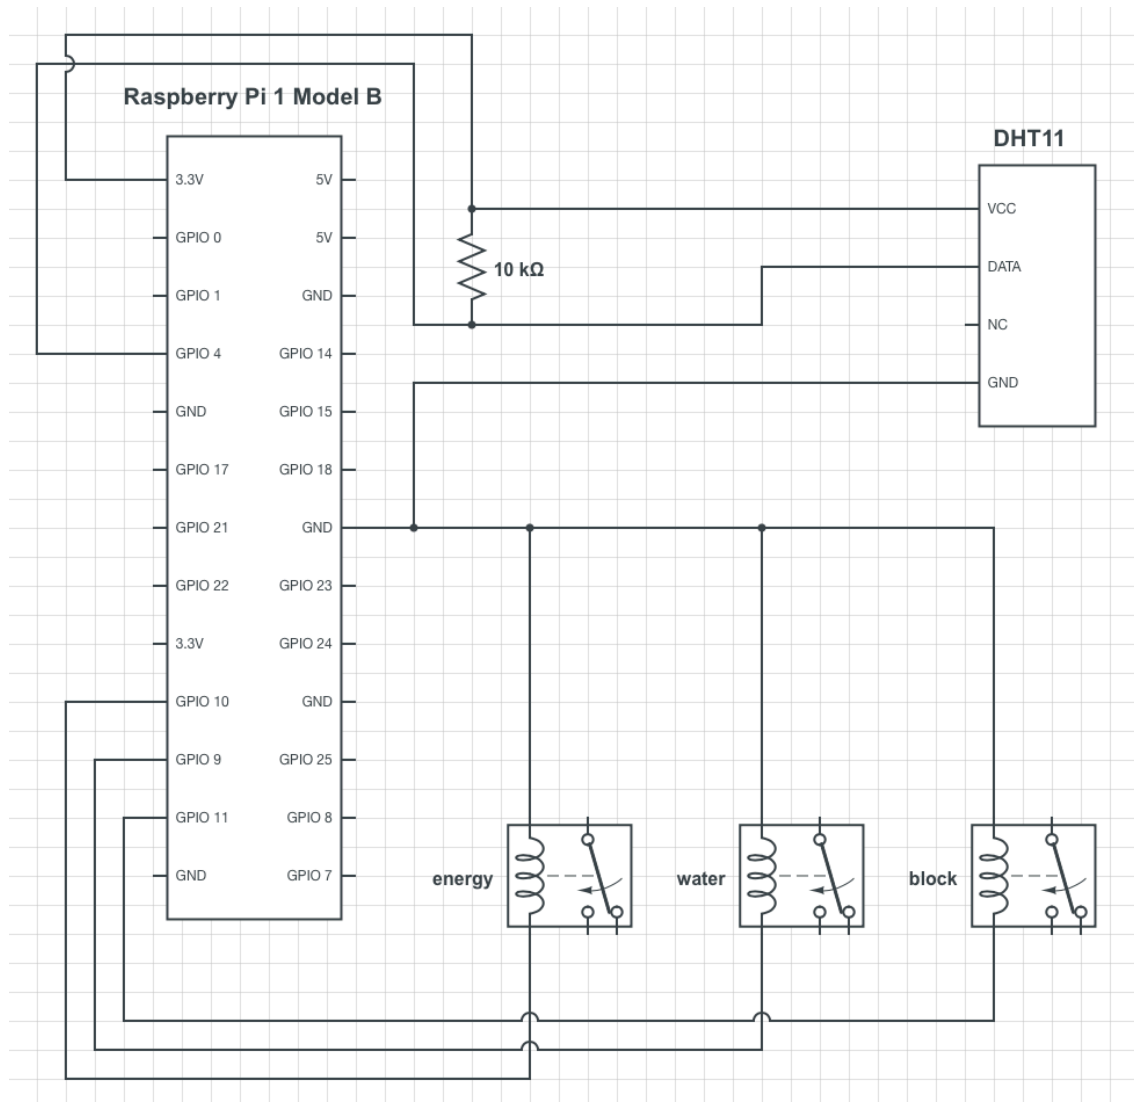 Raspberry Pi 1 Model B
3.3V
5V
GPIO 0
5V
GPIO 1
GND
GPIO 4
GPIO 14
GND
GPIO 15
GPIO 17
GPIO 18
GPIO 21
GND
GPIO 22
GPIO 23
3.3V
GPIO 24
GPIO 10
GND
GPIO 9
GPIO 25
GPIO 11
GPIO 8
GND
GPIO 7
10 kΩ
DHT11
VCC
DATA
NC
GND
energy
water
block